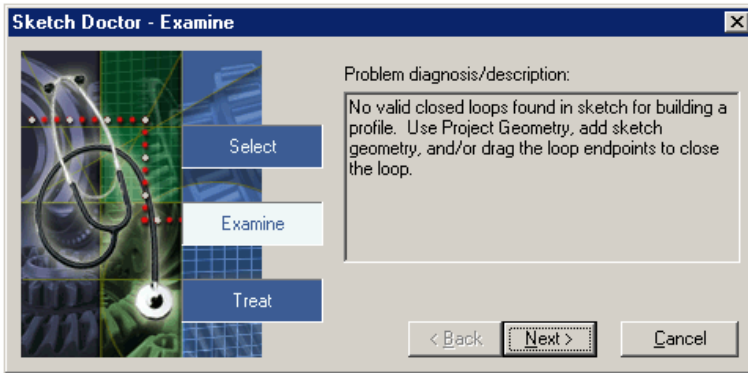 Sketch Doctor - Examine
Problem diagnosis/description:
No valid closed loops found in sketch for building a
profile.  Use Project Geometry, add sketch
geometry, and/or drag the loop endpoints to close
the loop.
Select
Examine
Treat
< Back
Next >
Cancel